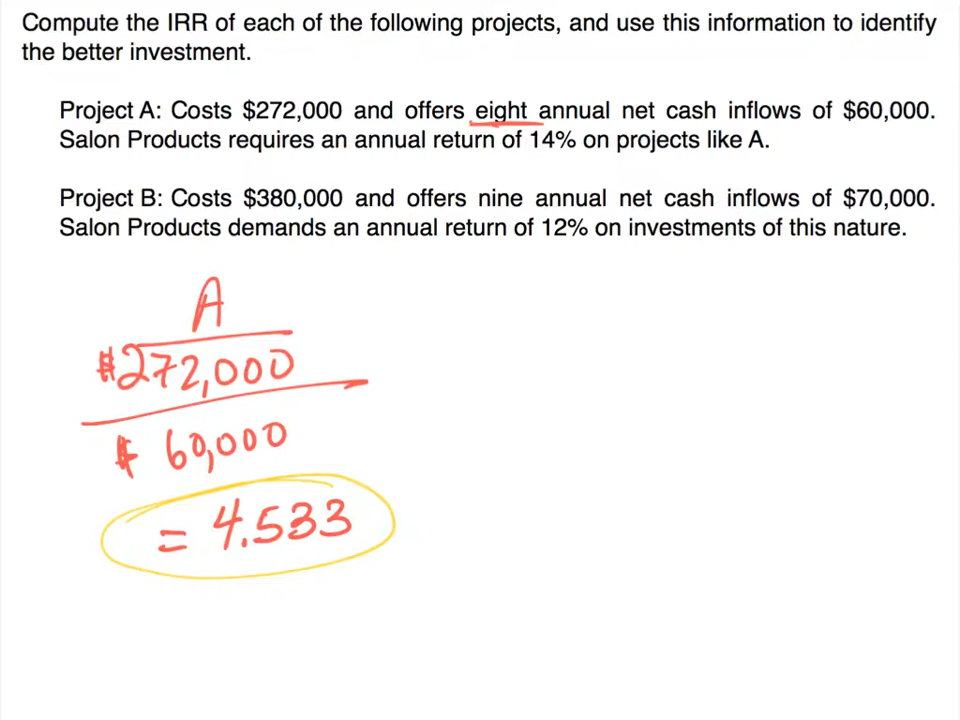 Compute the IRR of each of the following projects, and use this information to identify
the better investment.
Project A: Costs $272,000 and offers eight annual net cash inflows of $60,000.
Salon Products requires an annual return of 14% on projects like A.
Project B: Costs $380,000 and offers nine annual net cash inflows of $70,000.
Salon Products demands an annual return of 12% on investments of this nature.
A
$272,000
$ 60,000
= 4.533